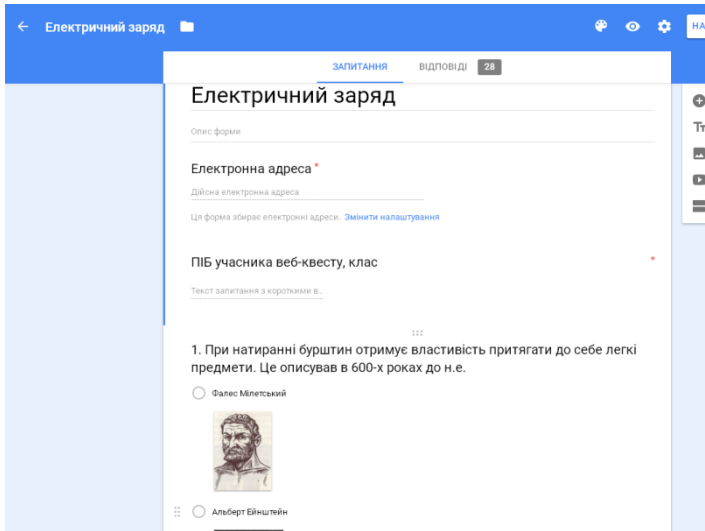 Електричний заряд
НА
ЗАПИТАННЯ ВІДПОВІДІ 28
Електричний заряд
Опис форми
Електронна адреса *
Дійсна електронна адреса
Ця форма збирає електронні адреси. Змінити налаштування
ПІБ учасника веб-квесту, клас *
Текст запитання з короткими в..
1. При натиранні бурштин отримує властивість притягати до себе легкі
предмети. Це описував в 600-х роках до н.е.
Фалес Мілетський
Альберт Ейнштейн